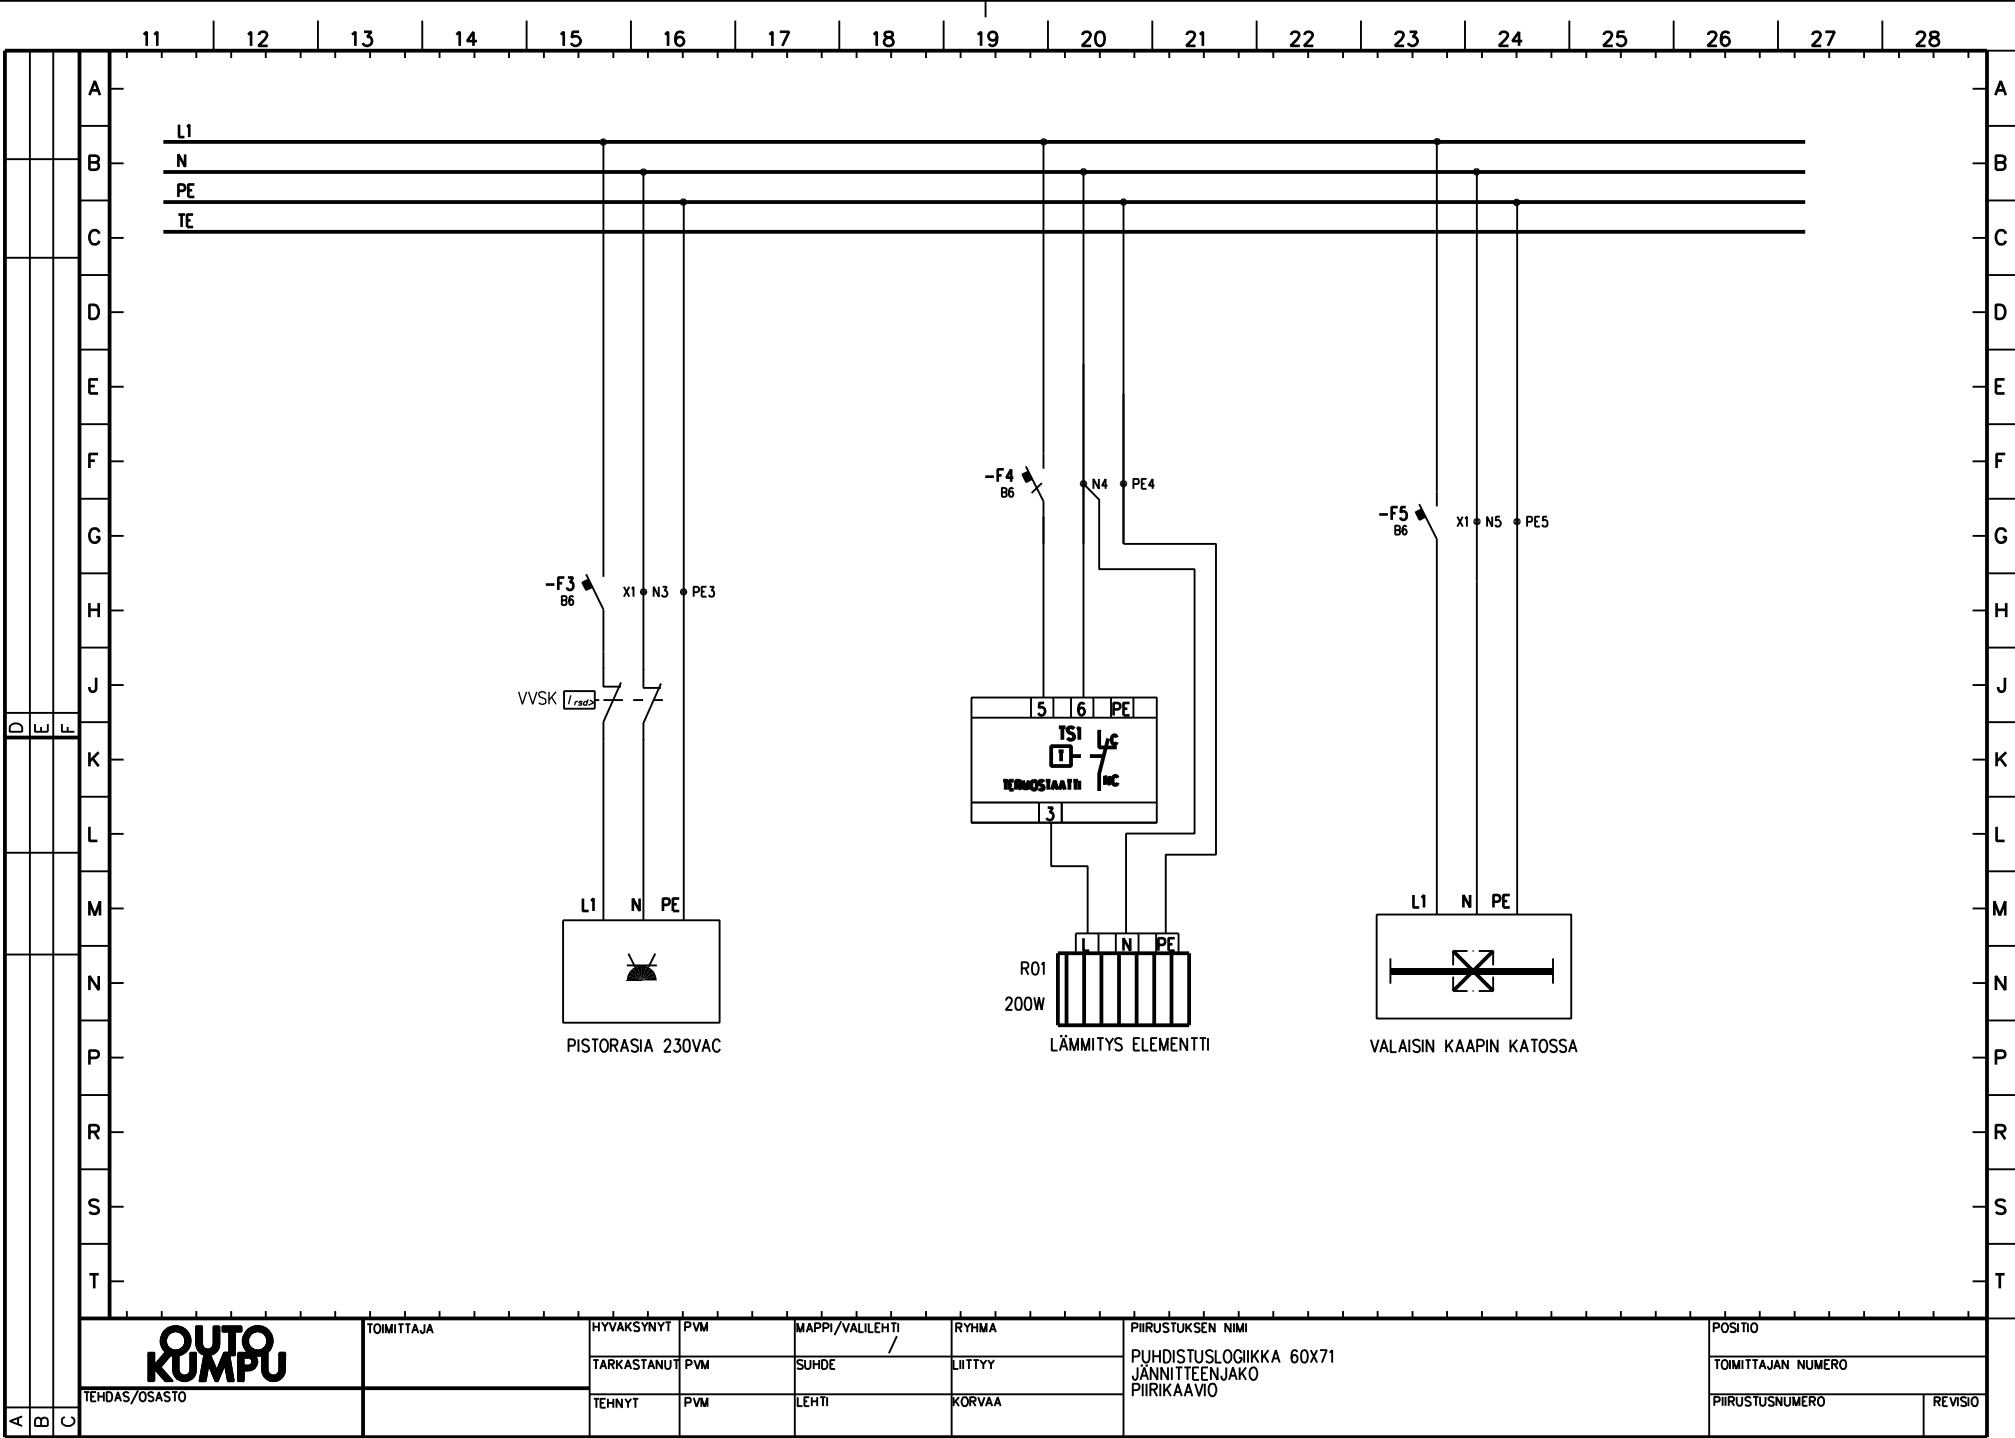 11 12 13 14 15 16 17 18 19 20 21 22 23 24 25 26 27 28
A A
L1
B B
N
PE
TE
C C
D D
E E
F F
-F4 N4 PE4
B6
-F5 X1 N5 PE5
B6
G G
-F3 X1 N3 PE3
B6
H H
J J
VVSK I rsd>
5 6 PE
D E F
TS1 C
K K
T
TERMOSTAATTI NC
3
L L
L1 N PE L1 N PE
M M
L N PE
R01
N N
200W
PISTORASIA 230VAC LÄMMITYS ELEMENTTI VALAISIN KAAPIN KATOSSA
P P
R R
S S
T T
OUTO
KUMPU
TEHDAS/OSASTO
TOIMITTAJA
HYVAKSYNYT PVM MAPPI/VALILEHTI / RYHMA
TARKASTANUT PVM SUHDE LIITTYY
TEHNYT PVM LEHTI KORVAA
PIIRUSTUKSEN NIMI
PUHDISTUSLOGIIKKA 60X71
JÄNNITTEENJAKO
PIIRIKAAVIO
POSITIO
TOIMITTAJAN NUMERO
PIIRUSTUSNUMERO REVISIO
A B C